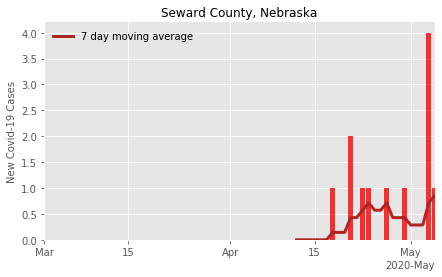 Seward County, Nebraska
7 day moving average
New Covid-19 Cases
4.0
3.5
3.0
2.5
2.0
1.5
1.0
0.5
0.0
Mar 15 Apr 15 May
2020-May